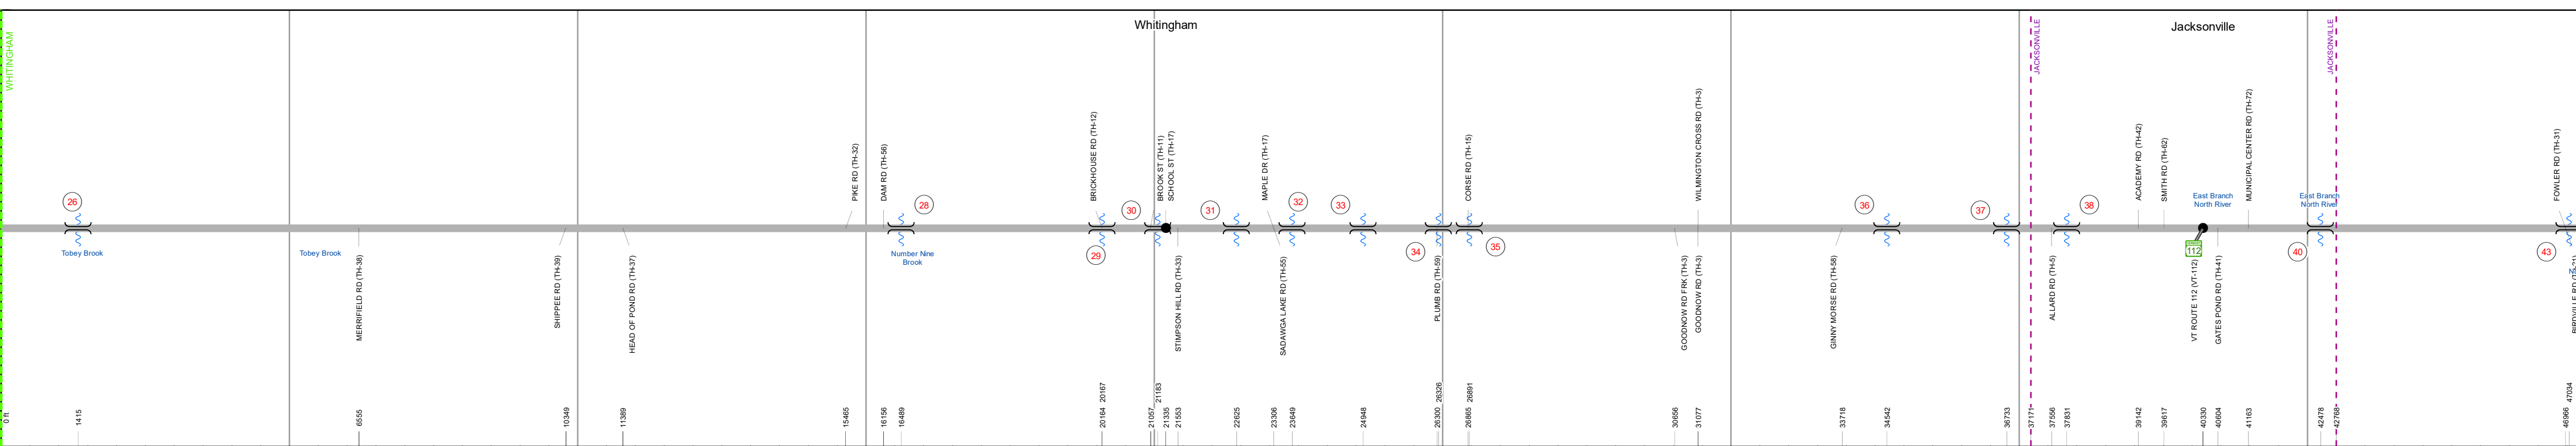 Whitingham
Jacksonville
WHITINGHAM
JACKSONVILLE
JACKSONVILLE
PIKE RD (TH-32)
DAM RD (TH-56)
BRICKHOUSE RD (TH-12)
BROOK ST (TH-11)
SCHOOL ST (TH-17)
MAPLE DR (TH-17)
CORSE RD (TH-15)
WILMINGTON CROSS RD (TH-3)
ACADEMY RD (TH-42)
SMITH RD (TH-62)
MUNICIPAL CENTER RD (TH-72)
FOWLER RD (TH-31)
East Branch
North River
East Branch
North River
26
28
30
31
32
33
36
37
38
Tobey Brook
Tobey Brook
Number Nine
Brook
29
34
35
112
40
43
MERRIFIELD RD (TH-38)
SHIPPEE RD (TH-39)
HEAD OF POND RD (TH-37)
STIMPSON HILL RD (TH-33)
SADAWGA LAKE RD (TH-55)
PLUMB RD (TH-59)
GOODNOW RD FRK (TH-3)
GOODNOW RD (TH-3)
GINNY MORSE RD (TH-58)
ALLARD RD (TH-5)
VT ROUTE 112 (VT-112)
GATES POND RD (TH-41)
BIRDVILLE RD (TH-21)
0 ft
1415
6555
10349
11389
15465
16156
16489
20164
20167
21057
21183
21335
21553
22625
23306
23649
24948
26300
26326
26865
26891
30656
31077
33718
34542
36733
37171
37556
37831
39142
39617
40330
40604
41163
42478
42768
46966
47034